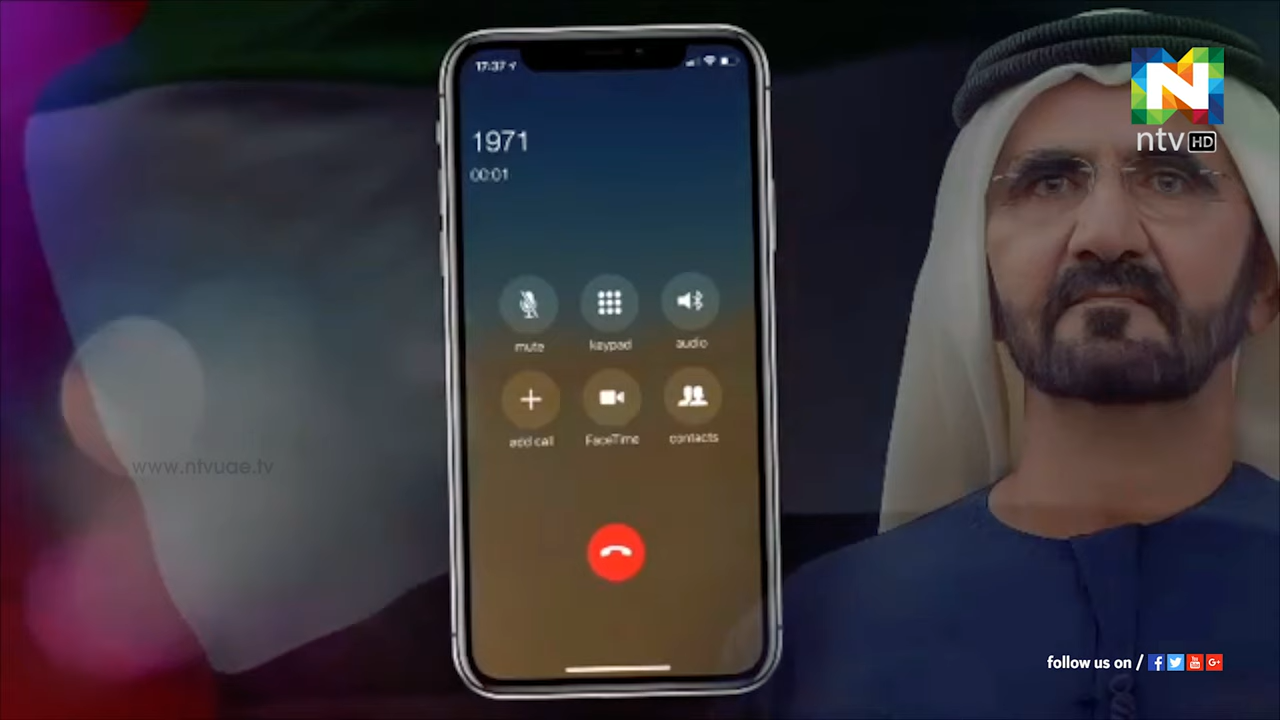 17:37
N
ntv HD
1971
00:01
mute
keypad
audio
add call
FaceTime
contacts
www.ntvuae.tv
follow us on /